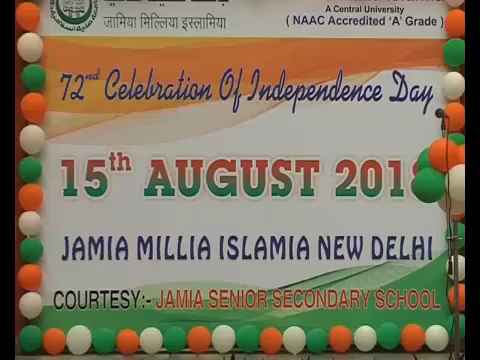 जामिया मिल्लिया इस्लामिया
A Central University
( NAAC Accredited ‘A’ Grade )
72nd Celebration Of Independence Day
15th AUGUST 2018
JAMIA MILLIA ISLAMIA NEW DELHI
COURTESY:- JAMIA SENIOR SECONDARY SCHOOL